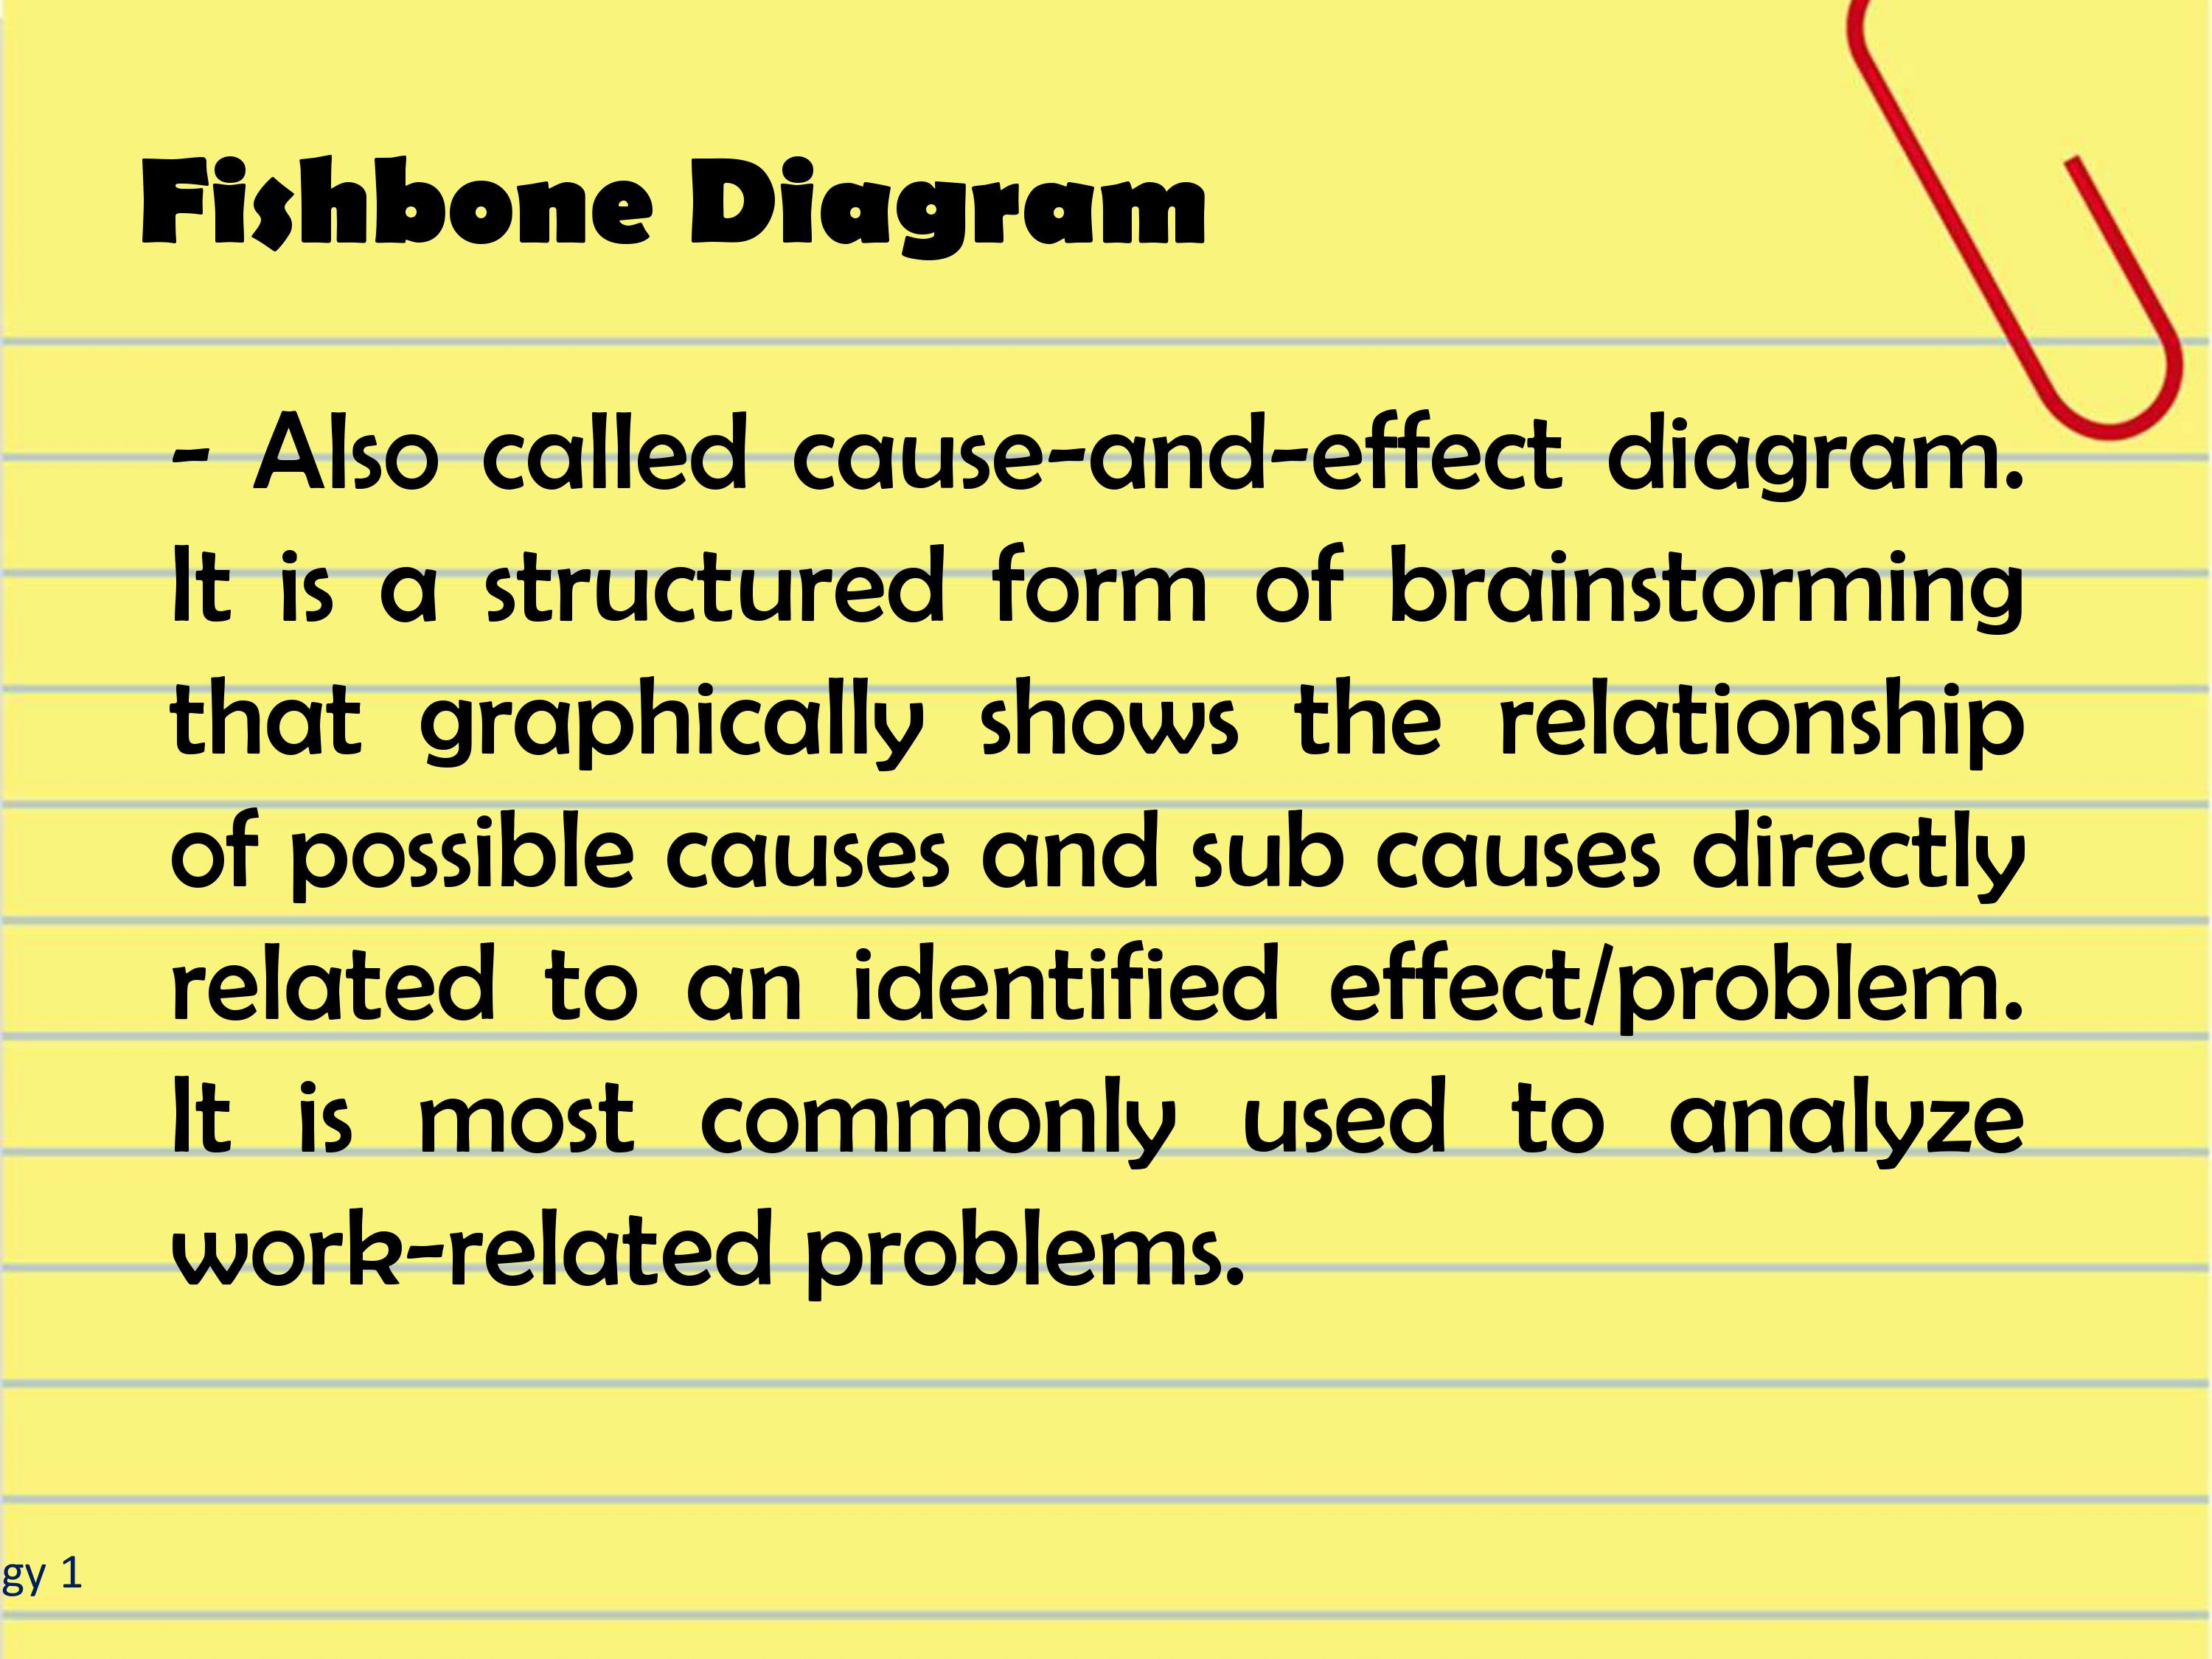 Fishbone Diagram
- Also called cause-and-effect diagram.
It is a structured form of brainstorming
that graphically shows the relationship
of possible causes and sub causes directly
related to an identified effect/problem.
It is most commonly used to analyze
work-related problems.
gy 1